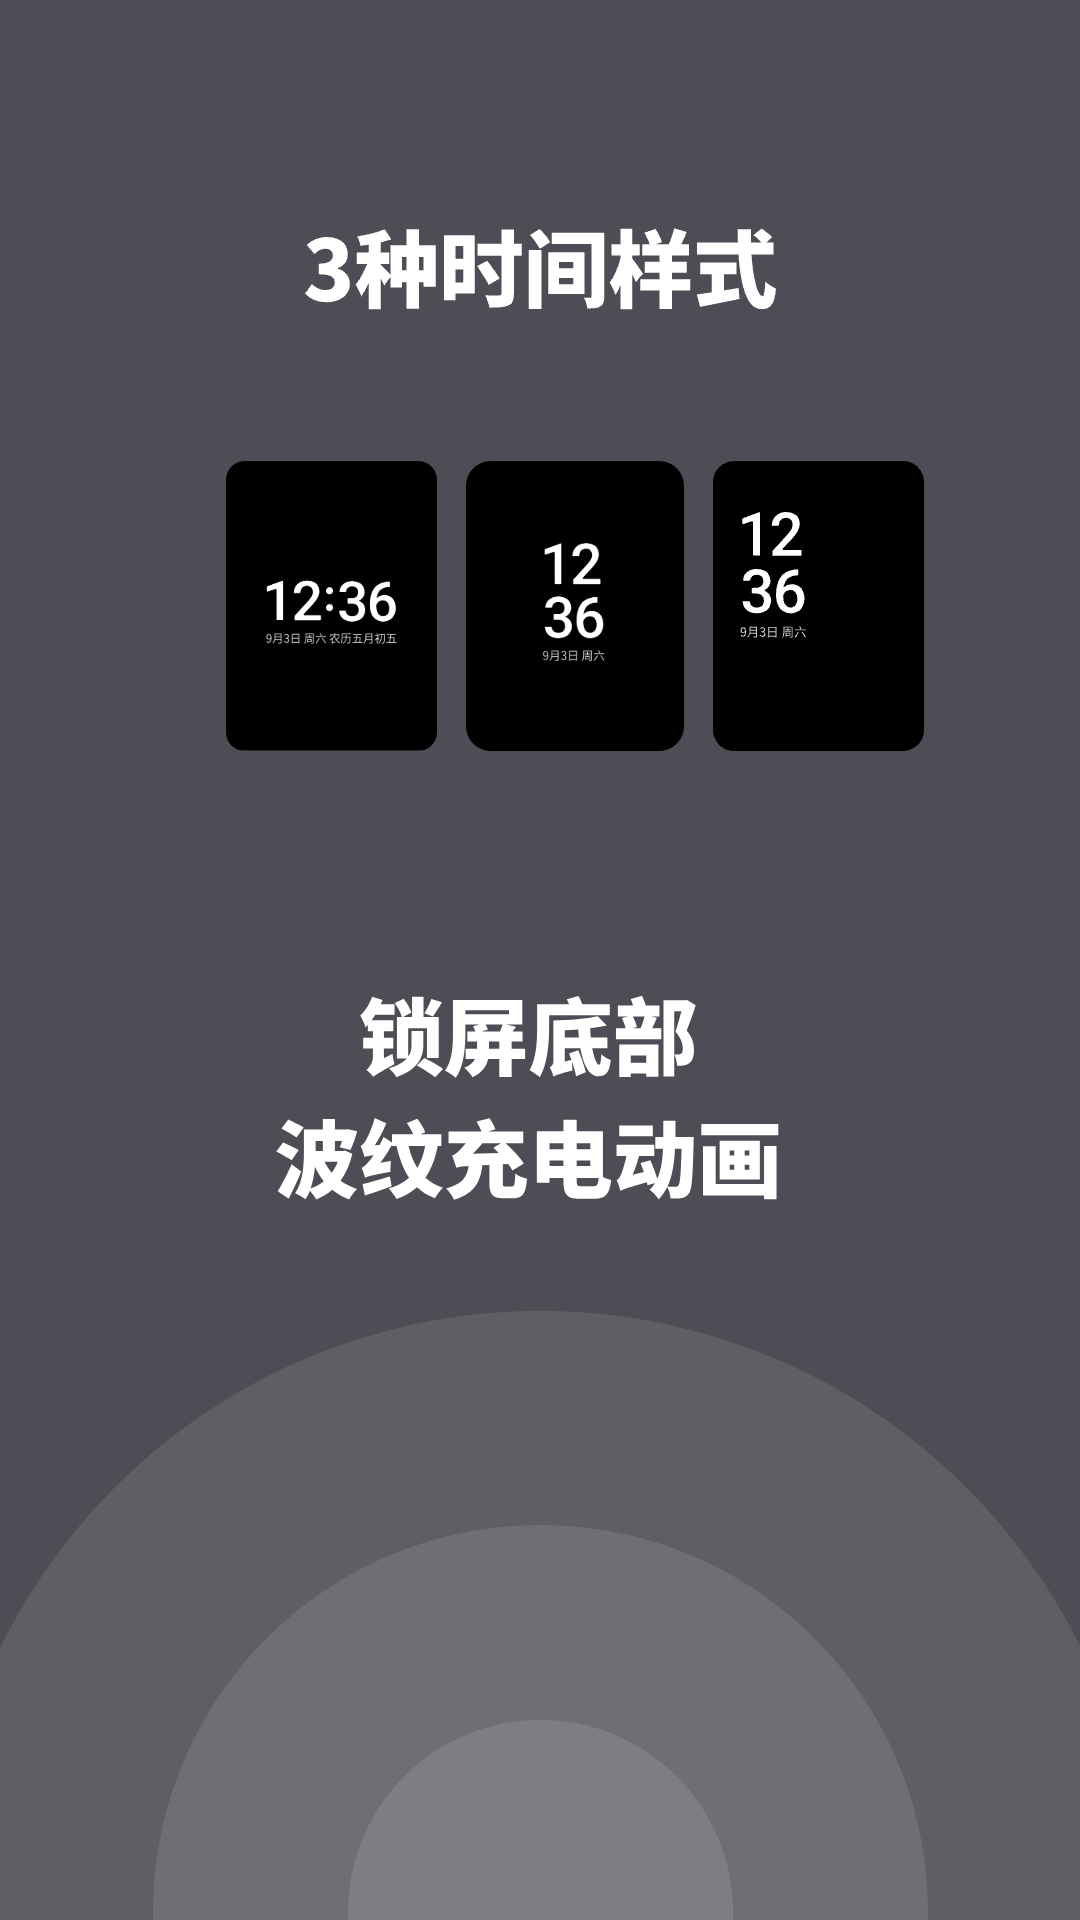 3种时间样式
12:36
9月3日 周六 农历五月初五
12
36
9月3日 周六
12
36
9月3日 周六
锁屏底部
波纹充电动画